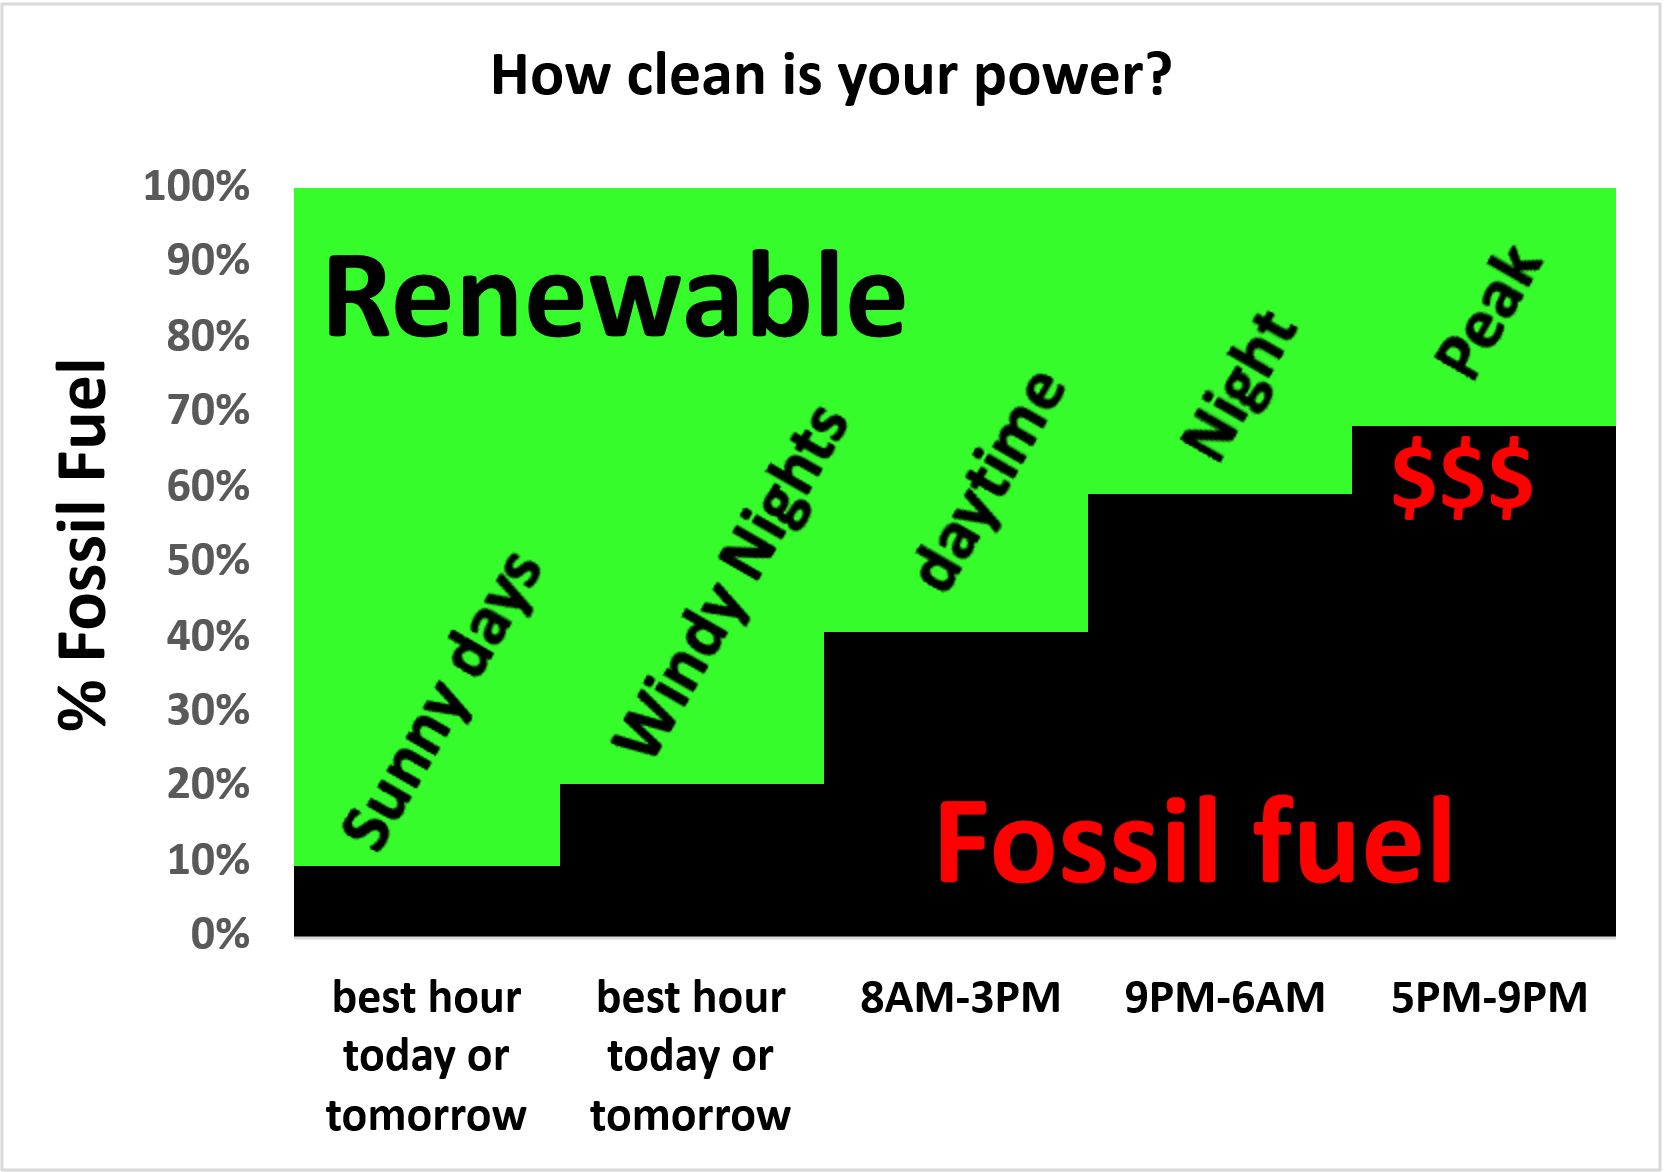 How clean is your power?
% Fossil Fuel
100%
90%
80%
70%
60%
50%
40%
30%
20%
10%
0%
Renewable
Sunny days
Windy Nights
daytime
Night
Peak
$$$
Fossil fuel
best hour
today or
tomorrow
best hour
today or
tomorrow
8AM-3PM
9PM-6AM
5PM-9PM